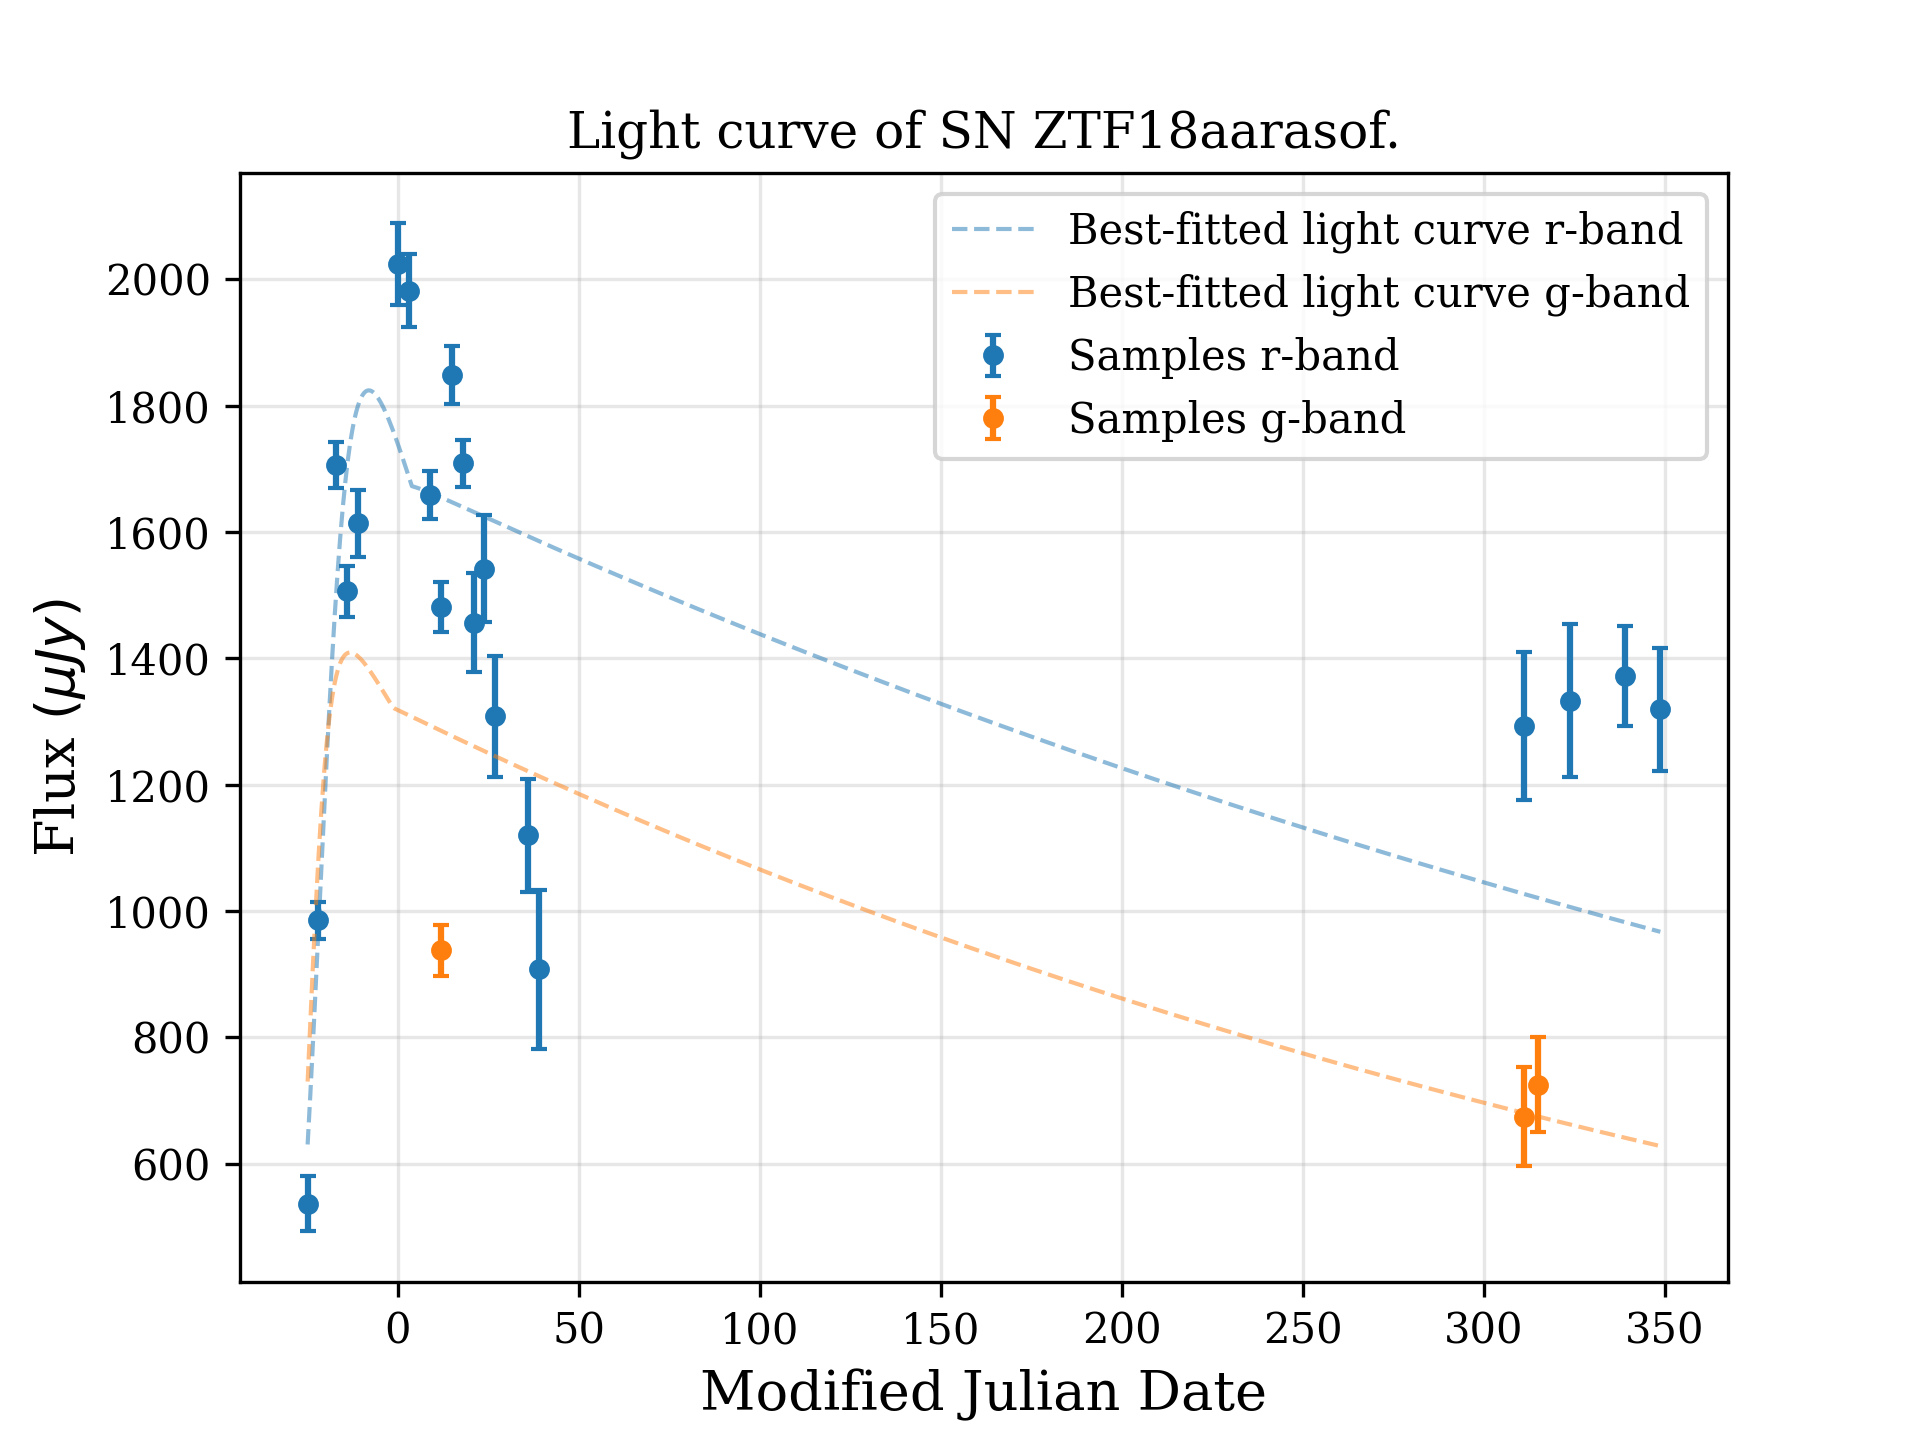 Light curve of SN ZTF18aarasof.
Best-fitted light curve r-band
Best-fitted light curve g-band
Samples r-band
Samples g-band
2000
1800
1600
1400
1200
1000
800
600
Flux (μJy)
0 50 100 150 200 250 300 350
Modified Julian Date